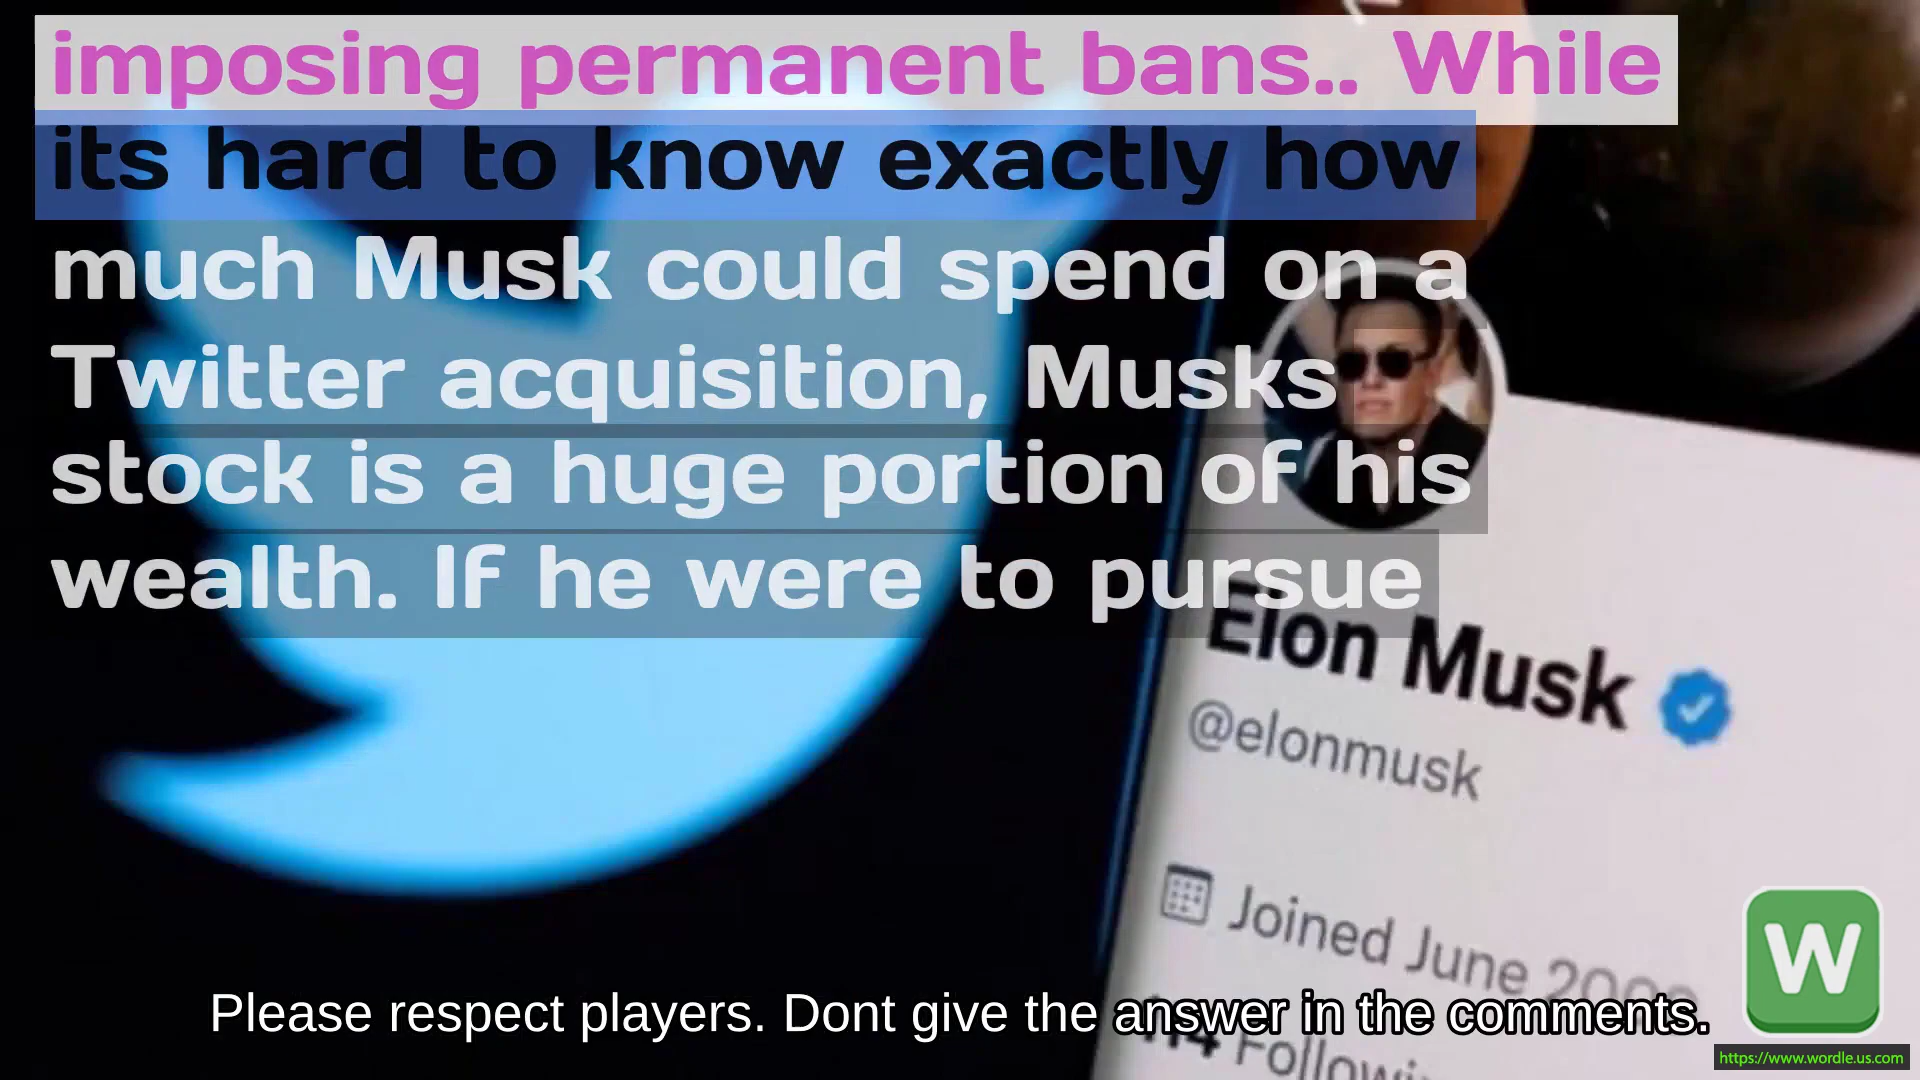 imposing permanent bans.. While
its hard to know exactly how
much Musk could spend on a
Twitter acquisition, Musks
stock is a huge portion of his
wealth. If he were to pursue
Elon Musk
@elonmusk
Joined June
Please respect players. Dont give the answer in the comments.
W
https://www.wordle.us.com